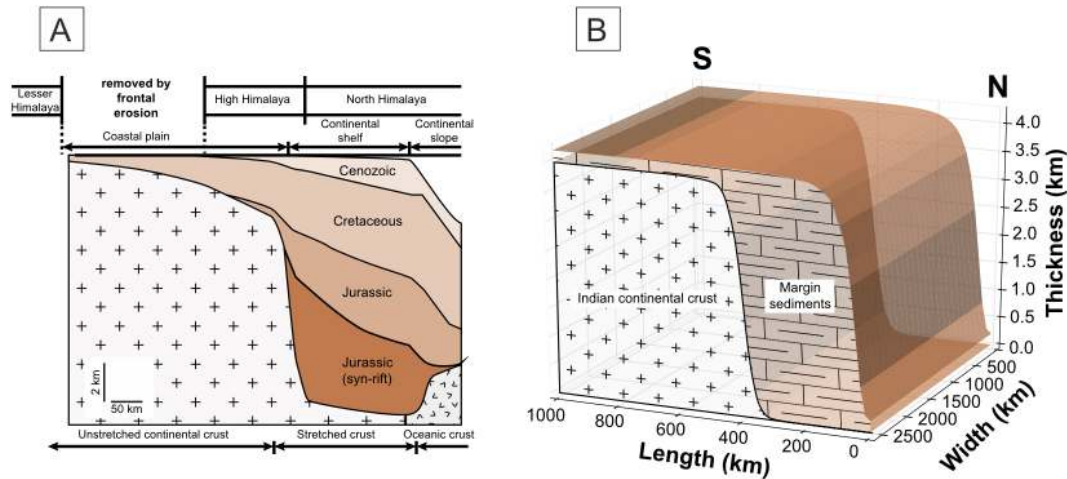 A
Lesser
Himalaya
removed by
frontal
erosion
High Himalaya
North Himalaya
Coastal plain
Continental
shelf
Continental
slope
Cenozoic
Cretaceous
Jurassic
Jurassic
(syn-rift)
2 km
50 km
Unstretched continental crust
Stretched crust
Oceanic crust
B
S
N
Indian continental crust
Margin
sediments
4.0
3.5
3.0
2.5
2.0
1.5
1.0
0.5
0.0
Thickness (km)
500
1000
1500
2000
2500
Width (km)
1000
800
600
400
200
0
Length (km)